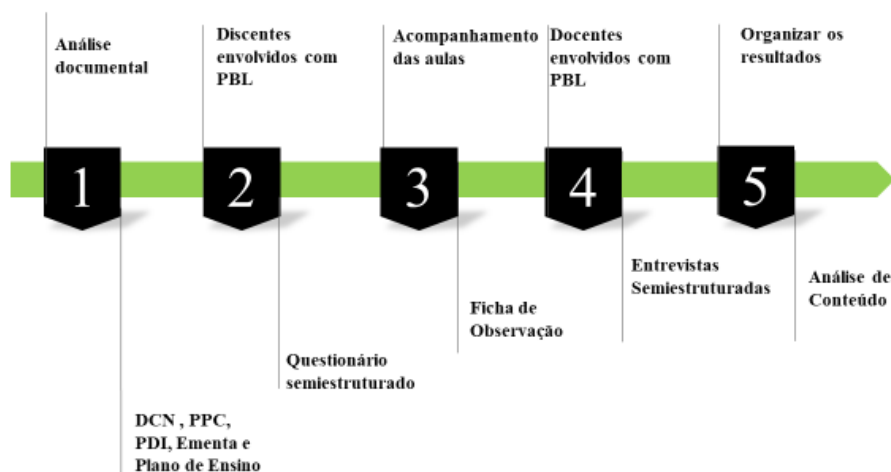 Análise
documental
Discentes
envolvidos com
PBL
Acompanhamento
das aulas
Docentes
envolvidos com
PBL
Organizar os
resultados
1
2
3
4
5
DCN , PPC,
PDI, Ementa e
Plano de Ensino
Questionário
semiestruturado
Ficha de
Observação
Entrevistas
Semiestruturadas
Análise de
Conteúdo